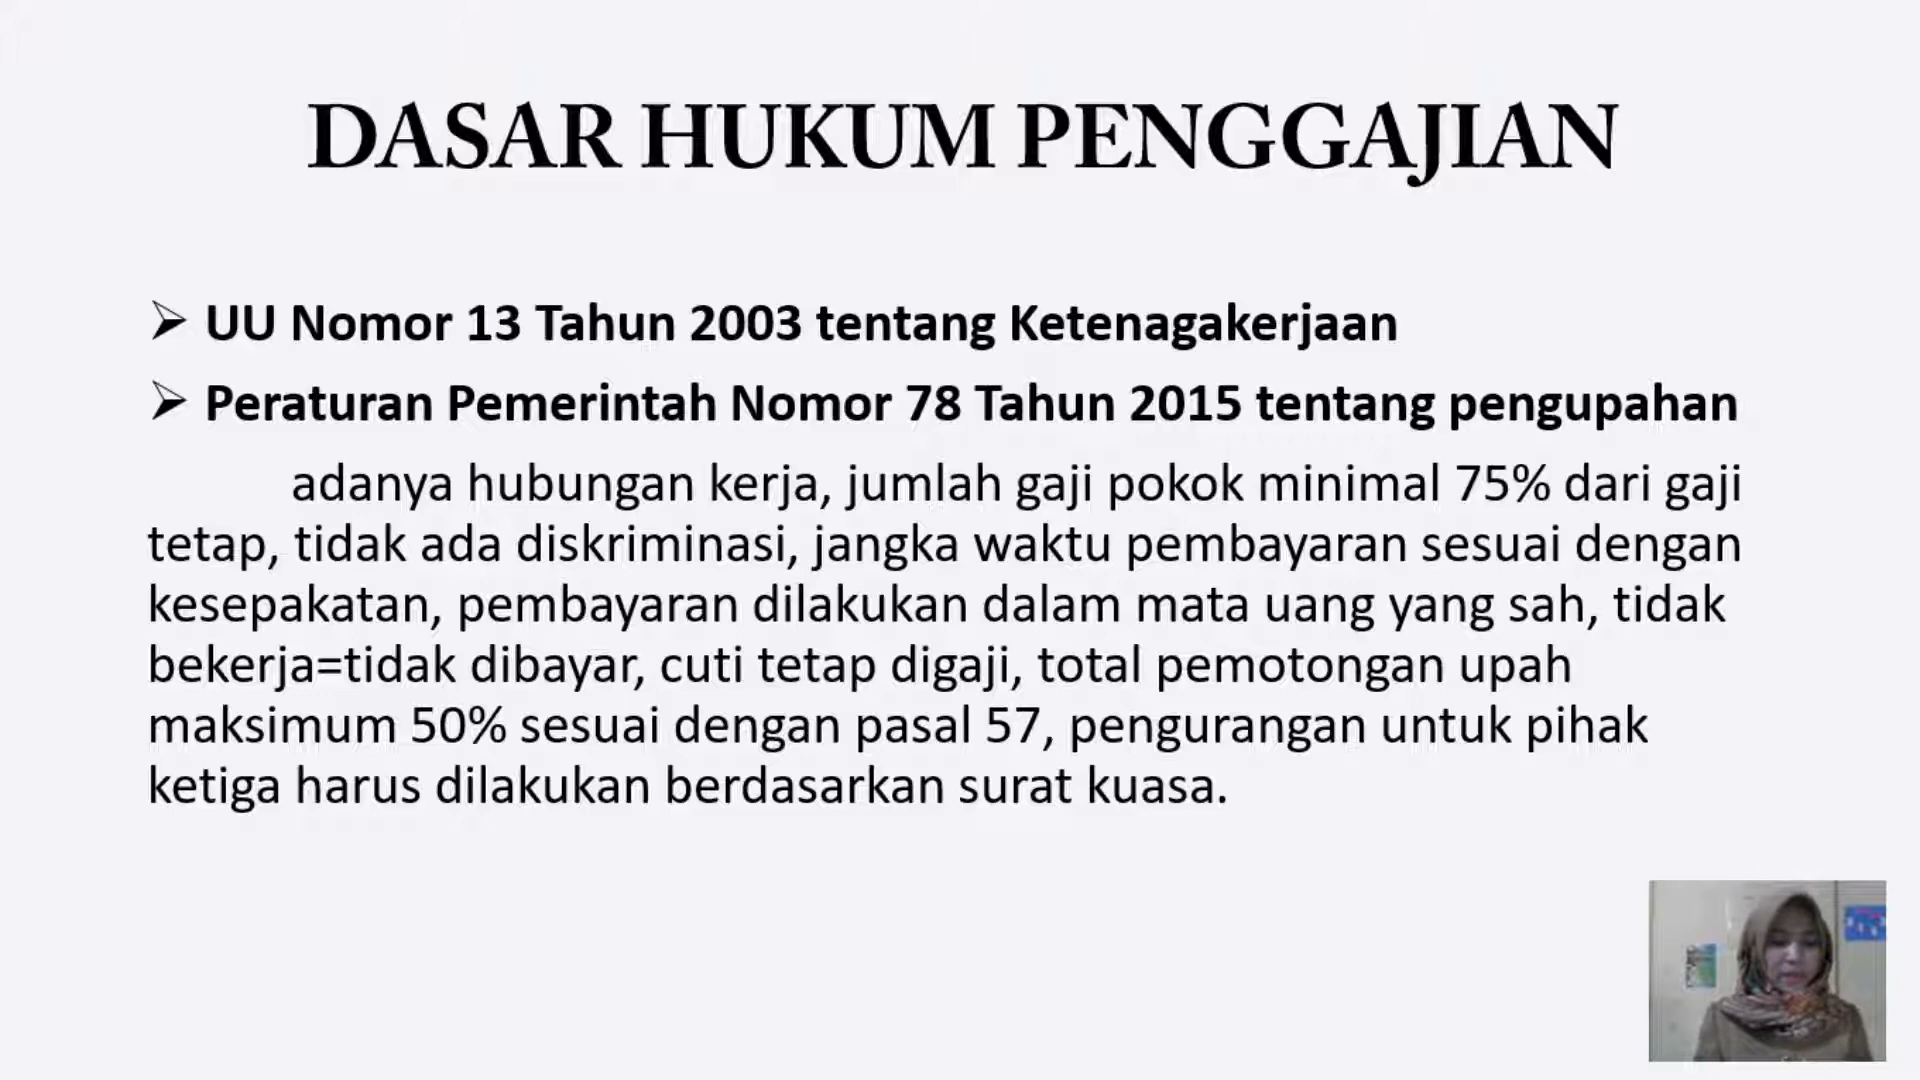 DASAR HUKUM PENGGAJIAN
➢ UU Nomor 13 Tahun 2003 tentang Ketenagakerjaan
➢ Peraturan Pemerintah Nomor 78 Tahun 2015 tentang pengupahan
adanya hubungan kerja, jumlah gaji pokok minimal 75% dari gaji
tetap, tidak ada diskriminasi, jangka waktu pembayaran sesuai dengan
kesepakatan, pembayaran dilakukan dalam mata uang yang sah, tidak
bekerja=tidak dibayar, cuti tetap digaji, total pemotongan upah
maksimum 50% sesuai dengan pasal 57, pengurangan untuk pihak
ketiga harus dilakukan berdasarkan surat kuasa.